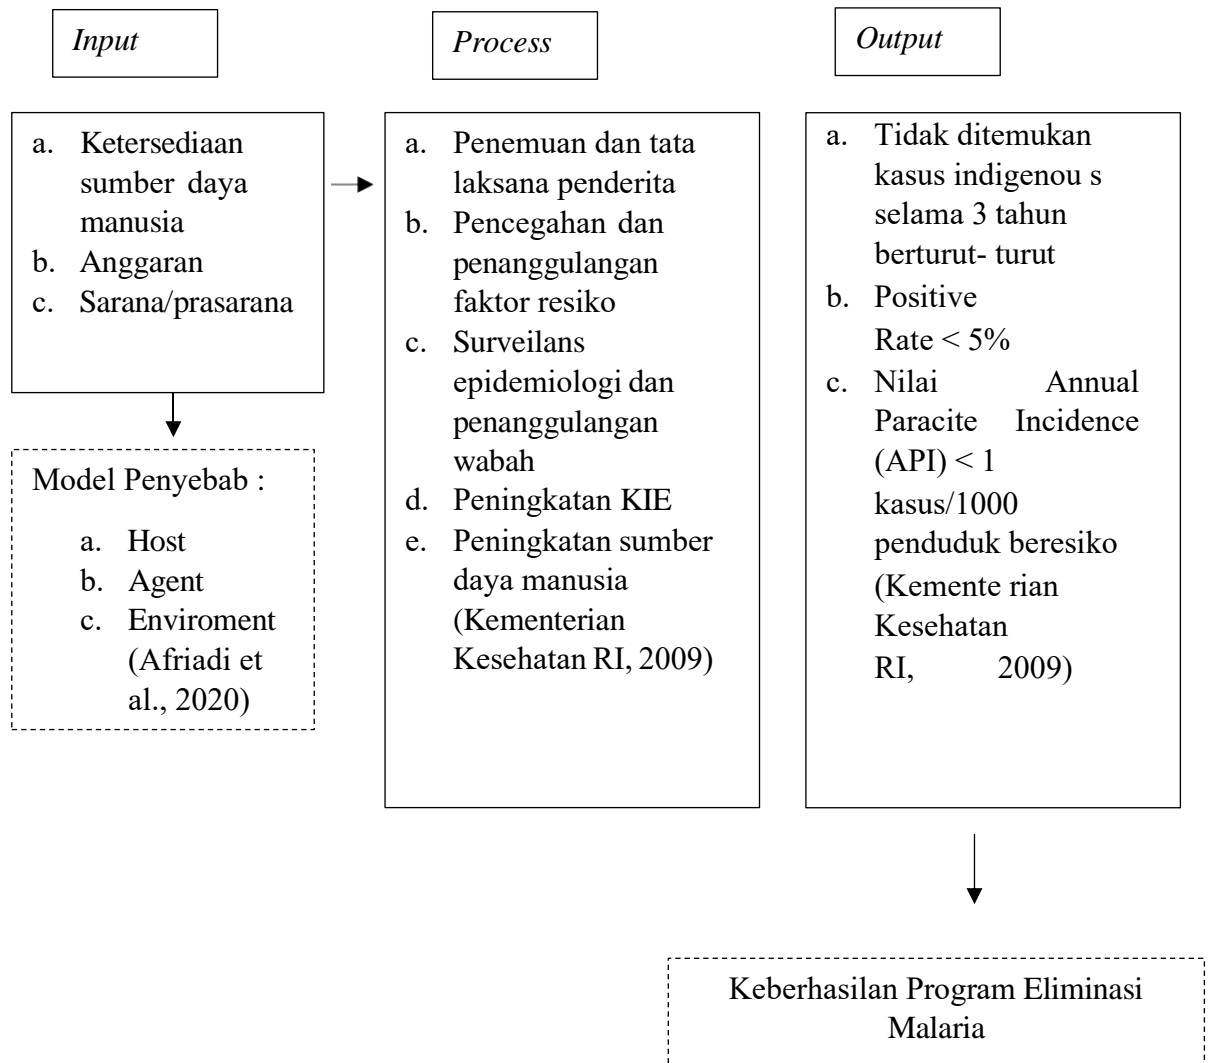 Input
Process
Output
a. Ketersediaan
sumber daya
manusia
b. Anggaran
c. Sarana/prasarana
Model Penyebab :
a. Host
b. Agent
c. Enviroment
(Afriadi et
al., 2020)
a. Penemuan dan tata
laksana penderita
b. Pencegahan dan
penanggulangan
faktor resiko
c. Surveilans
epidemiologi dan
penanggulangan
wabah
d. Peningkatan KIE
e. Peningkatan sumber
daya manusia
(Kementerian
Kesehatan RI, 2009)
a. Tidak ditemukan
kasus indigenou s
selama 3 tahun
berturut- turut
b. Positive
Rate < 5%
c. Nilai Annual
Paracite Incidence
(API) < 1
kasus/1000
penduduk beresiko
(Kemente rian
Kesehatan
RI, 2009)
Keberhasilan Program Eliminasi
Malaria